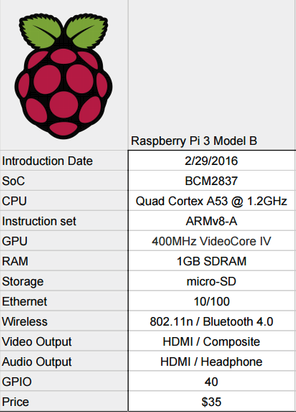 Raspberry Pi 3 Model B
Introduction Date 2/29/2016
SoC BCM2837
CPU Quad Cortex A53 @ 1.2GHz
Instruction set ARMv8-A
GPU 400MHz VideoCore IV
RAM 1GB SDRAM
Storage micro-SD
Ethernet 10/100
Wireless 802.11n / Bluetooth 4.0
Video Output HDMI / Composite
Audio Output HDMI / Headphone
GPIO 40
Price $35